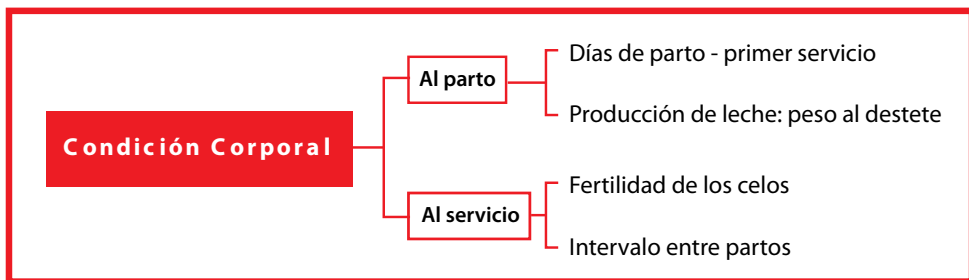 Condición Corporal
Al parto
Días de parto - primer servicio
Producción de leche: peso al destete
Al servicio
Fertilidad de los celos
Intervalo entre partos